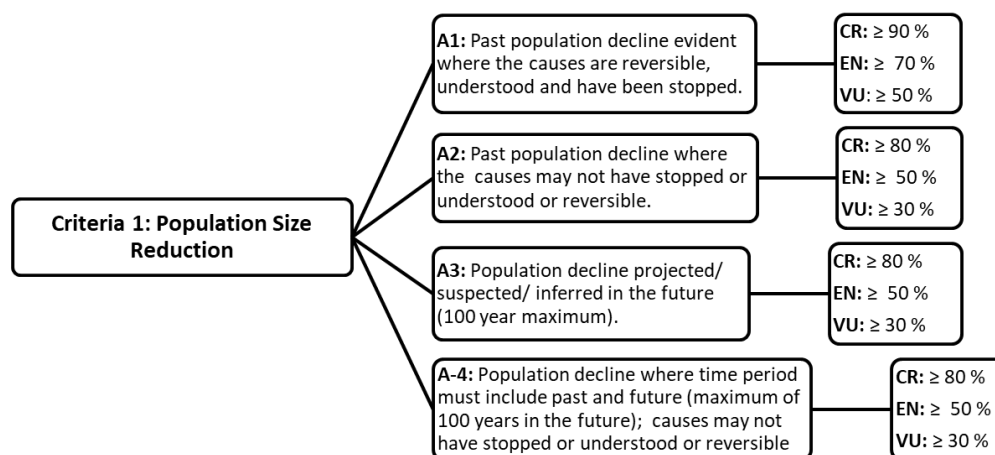 Criteria 1: Population Size
Reduction
A1: Past population decline evident
where the causes are reversible,
understood and have been stopped.
CR: ≥ 90 %
EN: ≥  70 %
VU: ≥ 50 %
A2: Past population decline where
the  causes may not have stopped or
understood or reversible.
CR: ≥ 80 %
EN: ≥  50 %
VU: ≥ 30 %
A3: Population decline projected/
suspected/ inferred in the future
(100 year maximum).
CR: ≥ 80 %
EN: ≥  50 %
VU: ≥ 30 %
A-4: Population decline where time period
must include past and future (maximum of
100 years in the future);  causes may not
have stopped or understood or reversible
CR: ≥ 80 %
EN: ≥  50 %
VU: ≥ 30 %